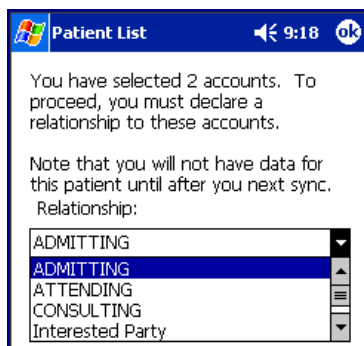 Patient List 9:18 ok
You have selected 2 accounts. To
proceed, you must declare a
relationship to these accounts.
Note that you will not have data for
this patient until after you next sync.
Relationship:
ADMITTING
ADMITTING
ATTENDING
CONSULTING
Interested Party